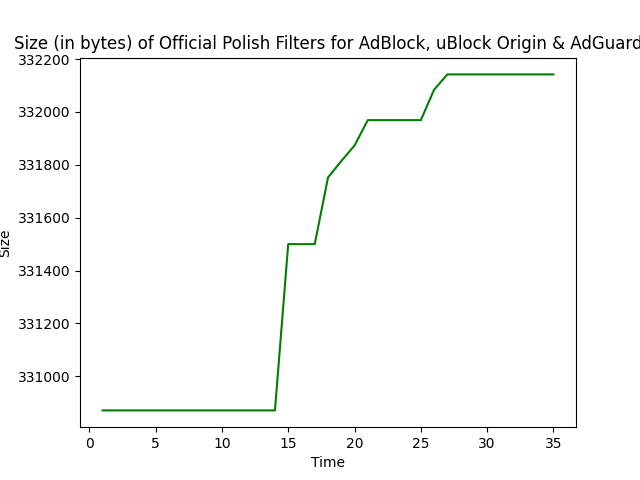 Size (in bytes) of Official Polish Filters for AdBlock, uBlock Origin & AdGuard
332200
332000
331800
331600
331400
331200
331000
Size
0 5 10 15 20 25 30 35
Time